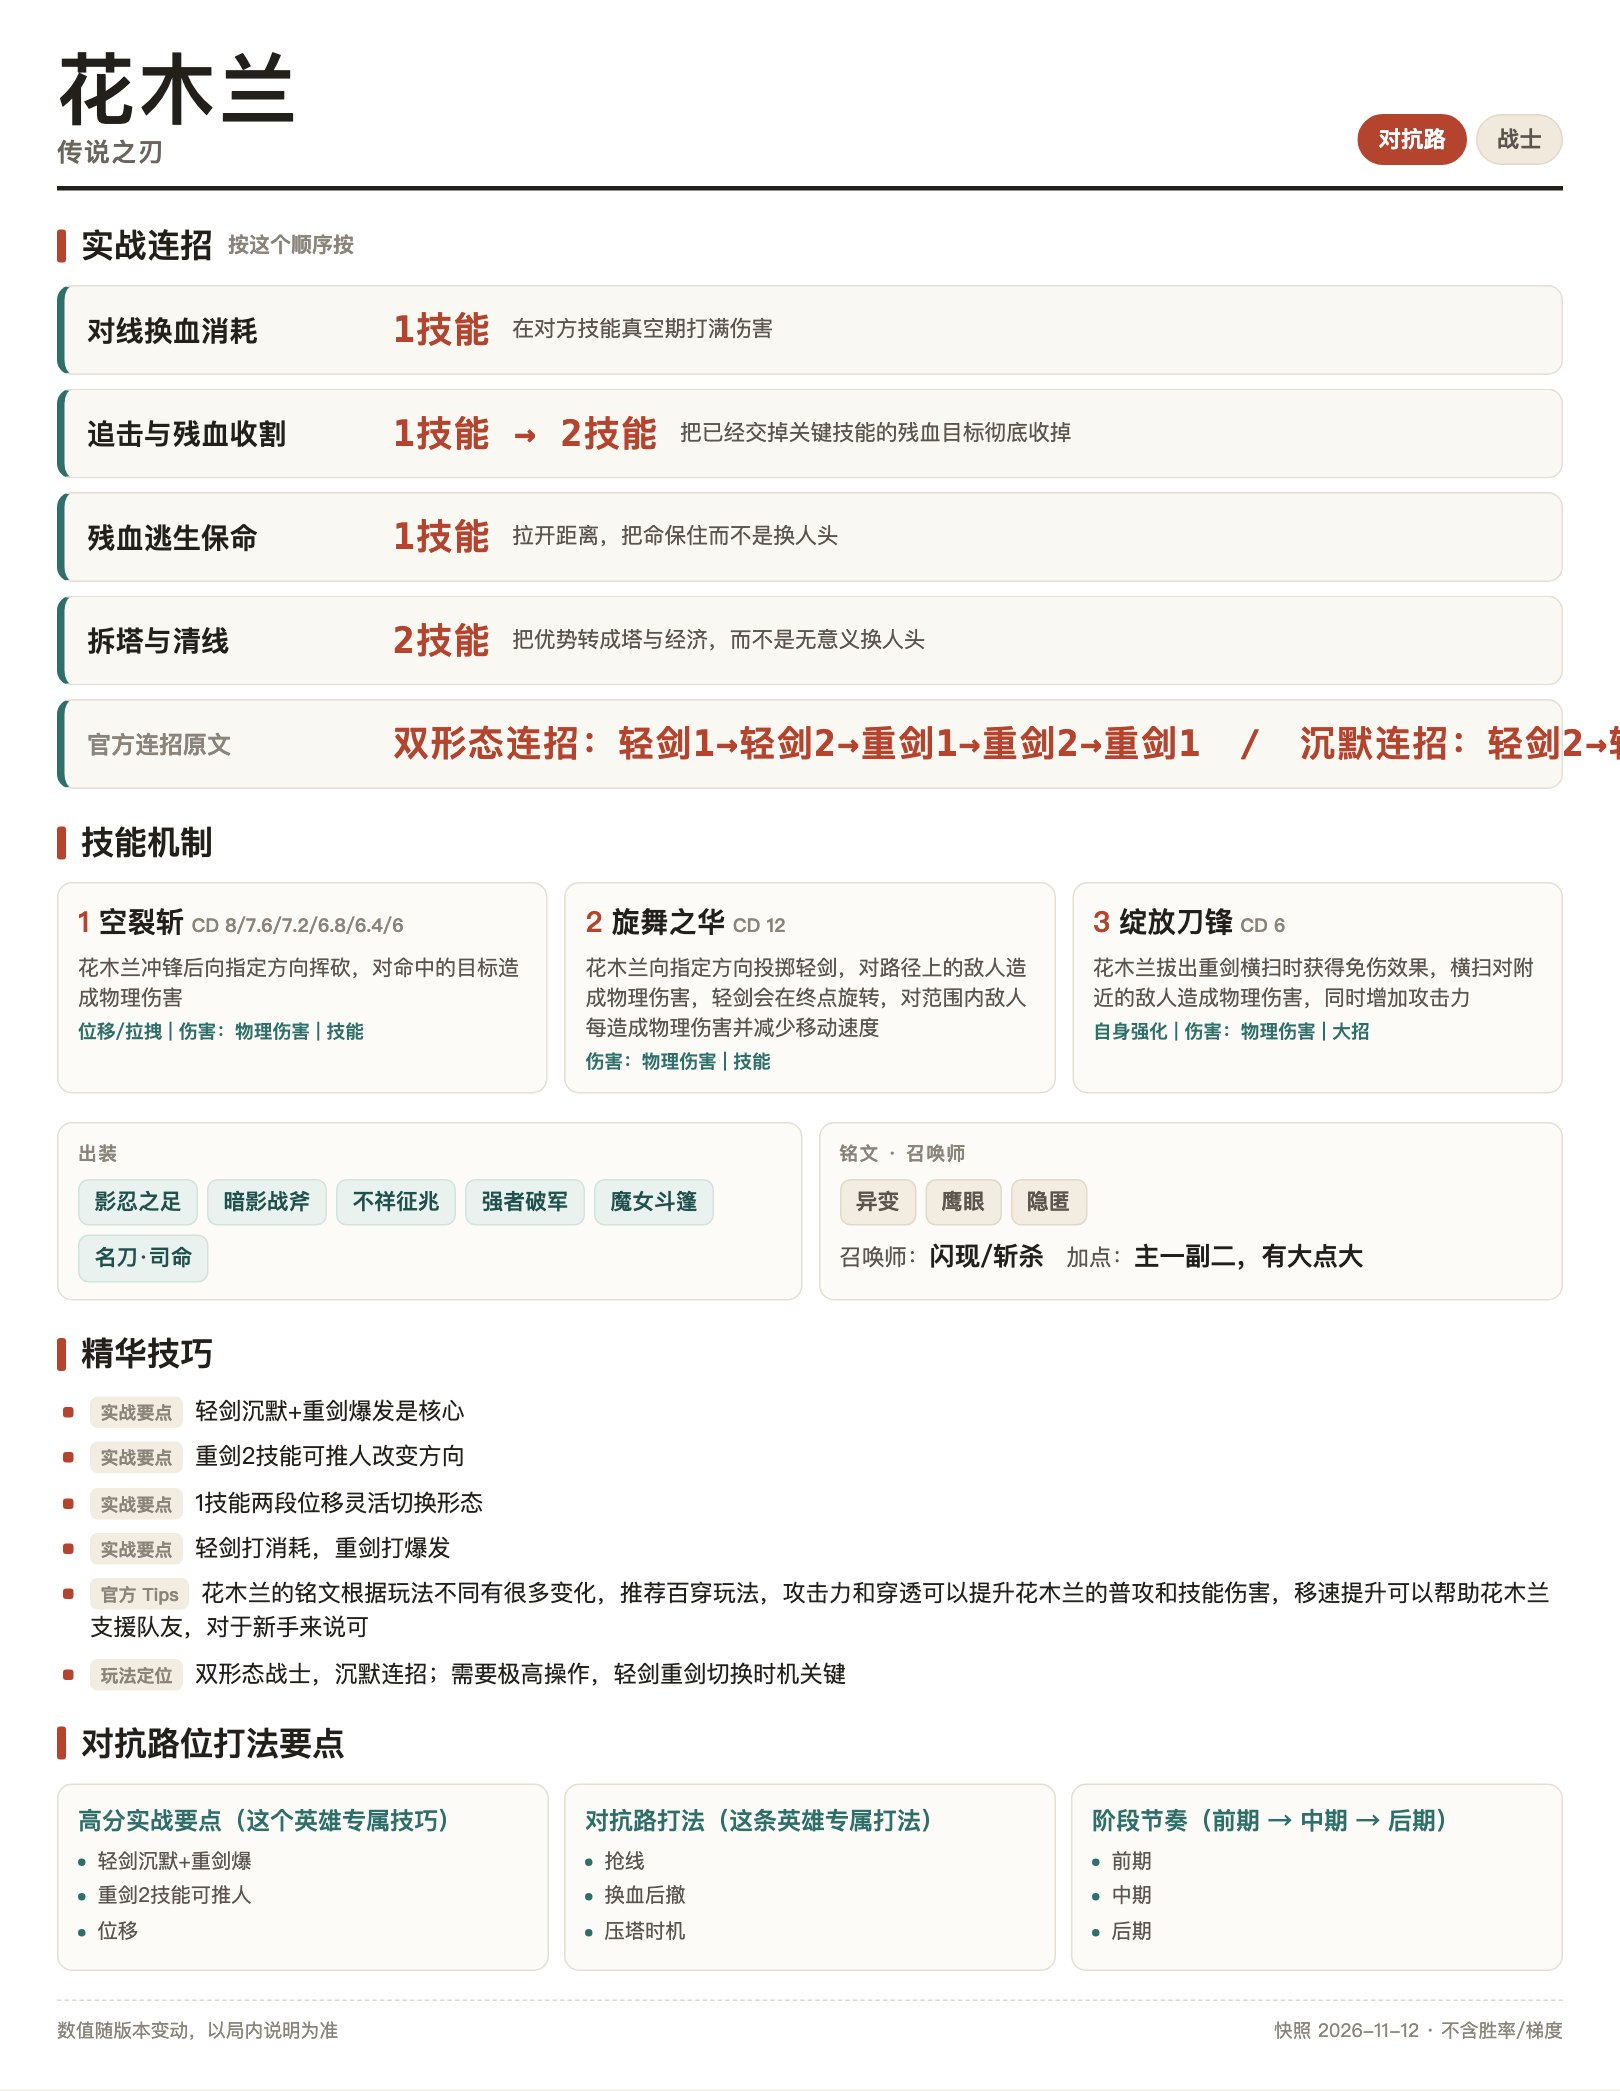 花木兰
传说之刃
对抗路 战士
实战连招 按这个顺序按
对线换血消耗 1技能 在对方技能真空期打满伤害
追击与残血收割 1技能 → 2技能 把已经交掉关键技能的残血目标彻底收掉
残血逃生保命 1技能 拉开距离，把命保住而不是换人头
拆塔与清线 2技能 把优势转成塔与经济，而不是无意义换人头
官方连招原文 双形态连招：轻剑1→轻剑2→重剑1→重剑2→重剑1 / 沉默连招：轻剑2→
技能机制
1 空裂斩 CD 8/7.6/7.2/6.8/6.4/6
花木兰冲锋后向指定方向挥砍，对命中的目标造
成物理伤害
位移/拉拽 | 伤害：物理伤害 | 技能
2 旋舞之华 CD 12
花木兰向指定方向投掷轻剑，对路径上的敌人造
成物理伤害，轻剑会在终点旋转，对范围内敌人
每造成物理伤害并减少移动速度
伤害：物理伤害 | 技能
3 绽放刀锋 CD 6
花木兰拔出重剑横扫时获得免伤效果，横扫对附
近的敌人造成物理伤害，同时增加攻击力
自身强化 | 伤害：物理伤害 | 大招
出装
影忍之足 暗影战斧 不祥征兆 强者破军 魔女斗篷
名刀·司命
铭文 · 召唤师
异变 鹰眼 隐匿
召唤师：闪现/斩杀 加点：主一副二，有大点大
精华技巧
实战要点 轻剑沉默+重剑爆发是核心
实战要点 重剑2技能可推人改变方向
实战要点 1技能两段位移灵活切换形态
实战要点 轻剑打消耗，重剑打爆发
官方 Tips 花木兰的铭文根据玩法不同有很多变化，推荐百穿玩法，攻击力和穿透可以提升花木兰的普攻和技能伤害，移速提升可以帮助花木兰
支援队友，对于新手来说可
玩法定位 双形态战士，沉默连招；需要极高操作，轻剑重剑切换时机关键
对抗路位打法要点
高分实战要点（这个英雄专属技巧）
轻剑沉默+重剑爆
重剑2技能可推人
位移
对抗路打法（这条英雄专属打法）
抢线
换血后撤
压塔时机
阶段节奏（前期 → 中期 → 后期）
前期
中期
后期
数值随版本变动，以局内说明为准
快照 2026-11-12 · 不含胜率/梯度